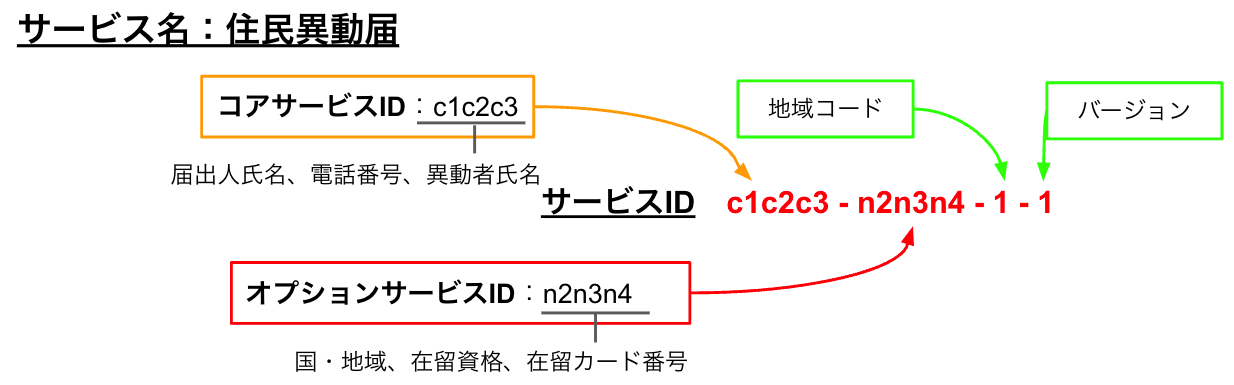 サービス名：住民異動届
コアサービスID：c1c2c3
地域コード
バージョン
届出人氏名、電話番号、異動者氏名
サービスID
c1c2c3 - n2n3n4 - 1 - 1
オプションサービスID：n2n3n4
国・地域、在留資格、在留カード番号